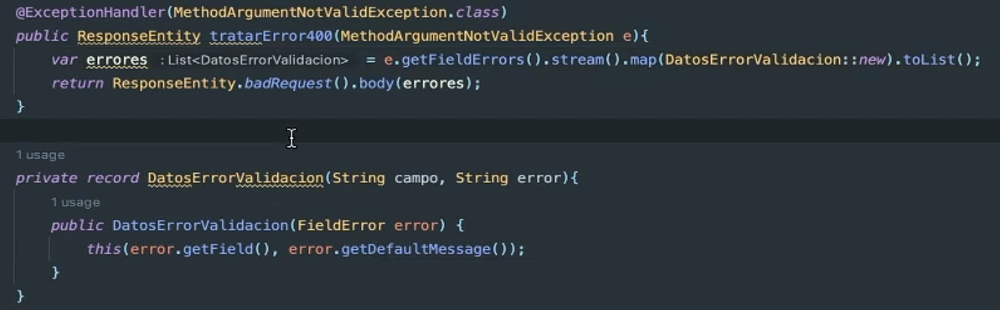 @ExceptionHandler(MethodArgumentNotValidException.class)
public ResponseEntity tratarError400(MethodArgumentNotValidException e){
var errores : List<DatosErrorValidacion> = e.getFieldErrors().stream().map(DatosErrorValidacion::new).toList();
return ResponseEntity.badRequest().body(errores);
}
1 usage
private record DatosErrorValidacion(String campo, String error){
1 usage
public DatosErrorValidacion(FieldError error) {
this(error.getField(), error.getDefaultMessage());
}
}